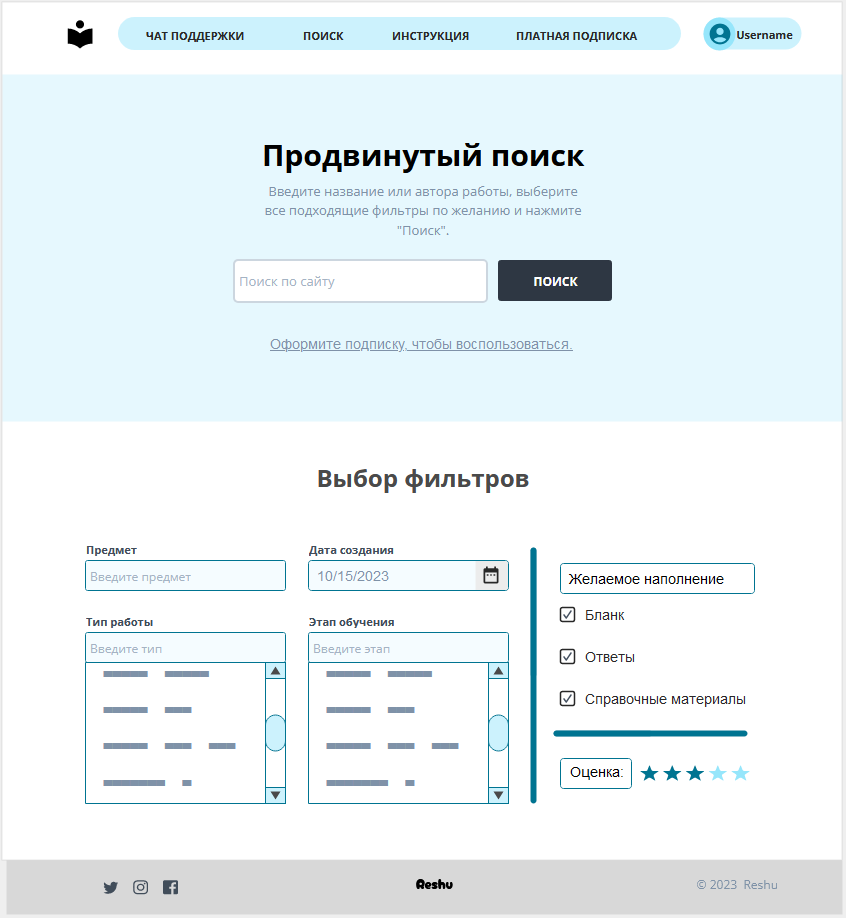 ЧАТ ПОДДЕРЖКИ ПОИСК ИНСТРУКЦИЯ ПЛАТНАЯ ПОДПИСКА Username
Продвинутый поиск
Введите название или автора работы, выберите
все подходящие фильтры по желанию и нажмите
"Поиск".
Поиск по сайту ПОИСК
Оформите подписку, чтобы воспользоваться.
Выбор фильтров
Предмет Дата создания
Введите предмет 10/15/2023
Тип работы Этап обучения
Введите тип Введите этап
Желаемое наполнение
Бланк
Ответы
Справочные материалы
Оценка:
Reshu © 2023 Reshu